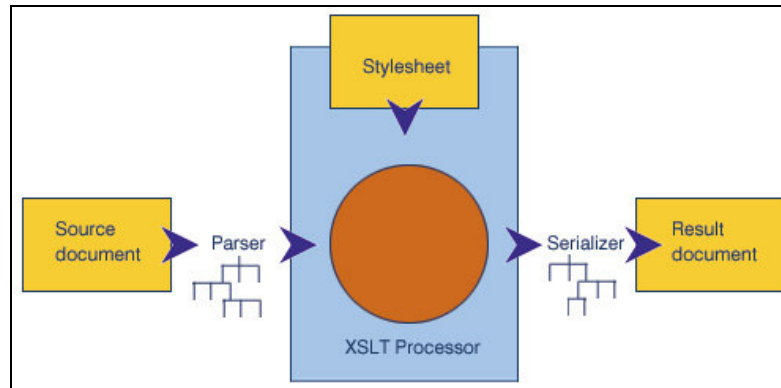 Stylesheet
Source
document
Parser
Serializer
Result
document
XSLT Processor